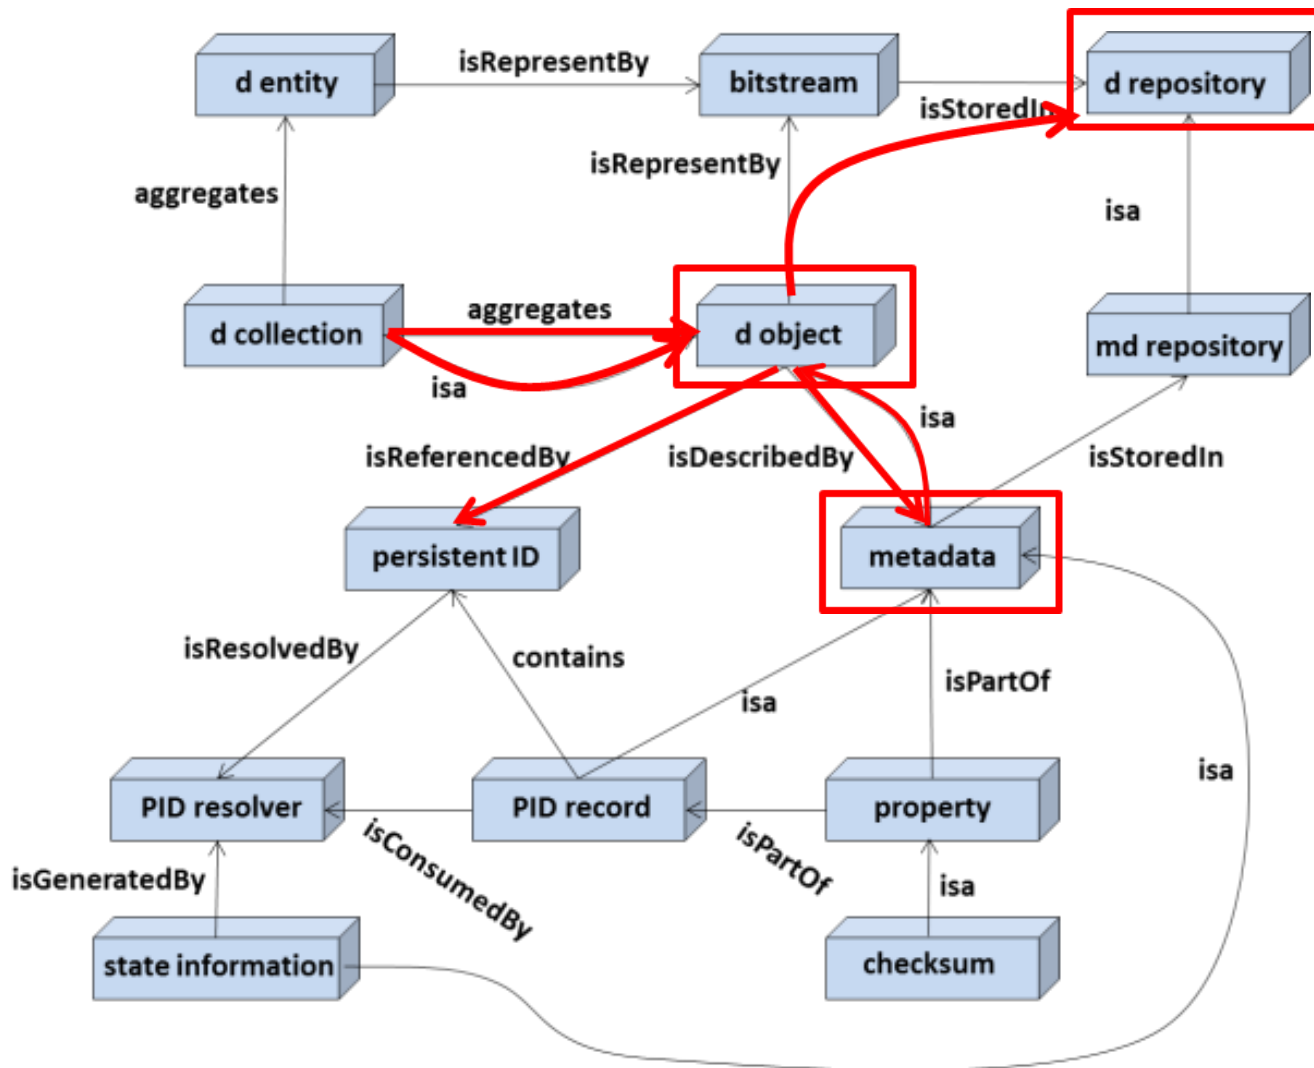 isRepresentBy
d entity
bitstream
d repository
isStoredIn
isRepresentBy
aggregates
isa
aggregates
d collection
d object
md repository
isa
isa
isReferencedBy
isDescribedBy
isStoredIn
persistent ID
metadata
isResolvedBy
contains
isa
isPartOf
isa
PID resolver
PID record
property
isConsumedBy
isPartOf
isGeneratedBy
isa
state information
checksum